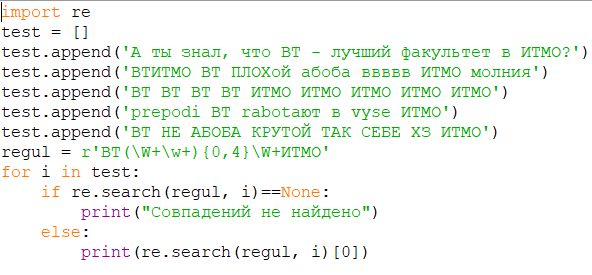 import re
test = []
test.append('А ты знал, что ВТ – лучший факультет в ИТМО?')
test.append('ВТИТМО ВТ ПЛОХой абоба ввввв ИТМО молния')
test.append('ВТ ВТ ВТ ВТ ИТМО ИТМО ИТМО ИТМО ИТМО')
test.append('prepodi ВТ rabotают в vyse ИТМО')
test.append('ВТ НЕ АБОБА КРУТОЙ ТАК СЕБЕ ХЗ ИТМО')
regul = r'ВТ(\W+\w+){0,4}\W+ИТМО'
for i in test:
    if re.search(regul, i)==None:
        print("Совпадений не найдено")
    else:
        print(re.search(regul, i)[0])